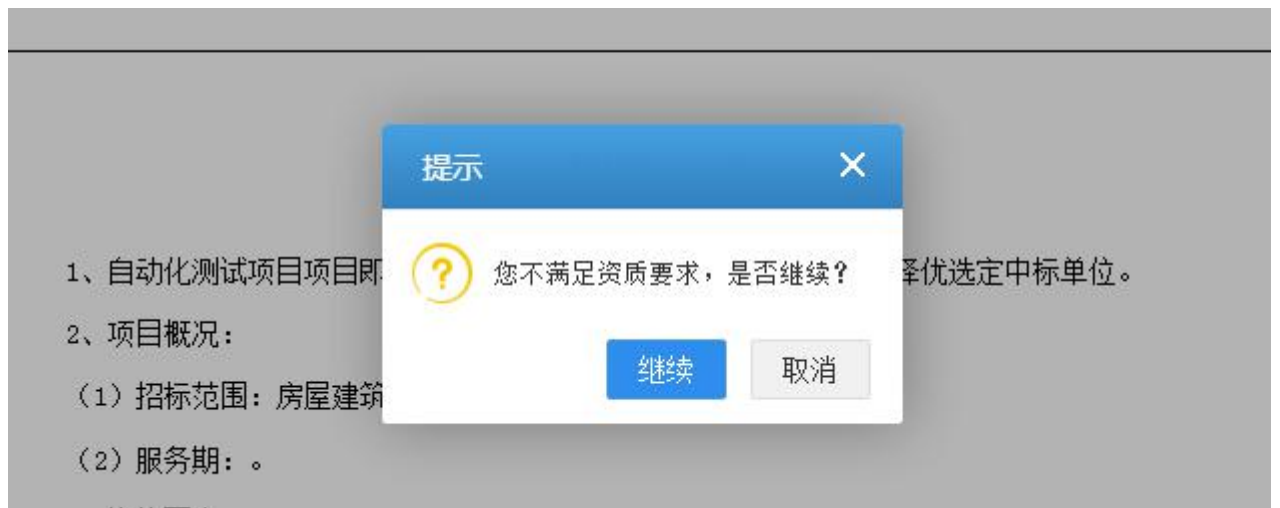 提示
1、自动化测试项目项目即
您不满足资质要求，是否继续？
择优选定中标单位。
2、项目概况：
继续 取消
（1）招标范围：房屋建筑
（2）服务期：。